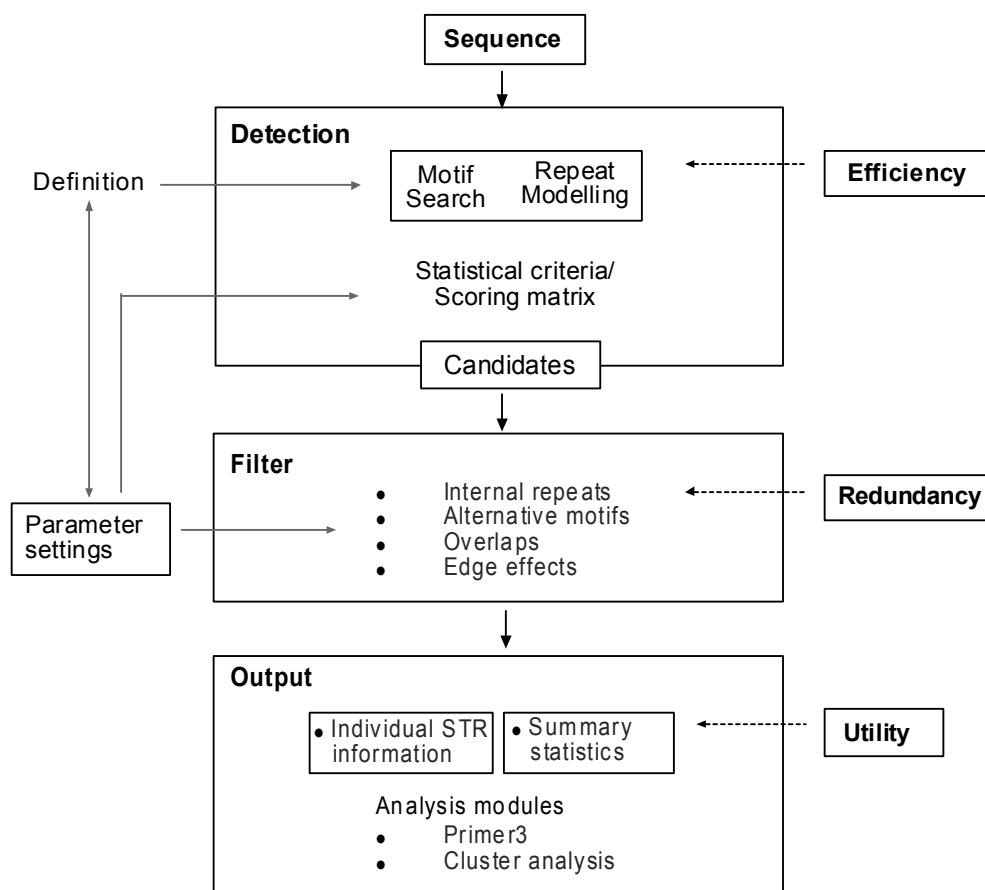 Sequence
Detection
Motif
Search
Repeat
Modelling
Efficiency
Definition
Statistical criteria/
Scoring matrix
Candidates
Filter
• Internal repeats
• Alternative motifs
• Overlaps
• Edge effects
Redundancy
Parameter
settings
Output
• Individual STR
information
• Summary
statistics
Utility
Analysis modules
• Primer3
• Cluster analysis